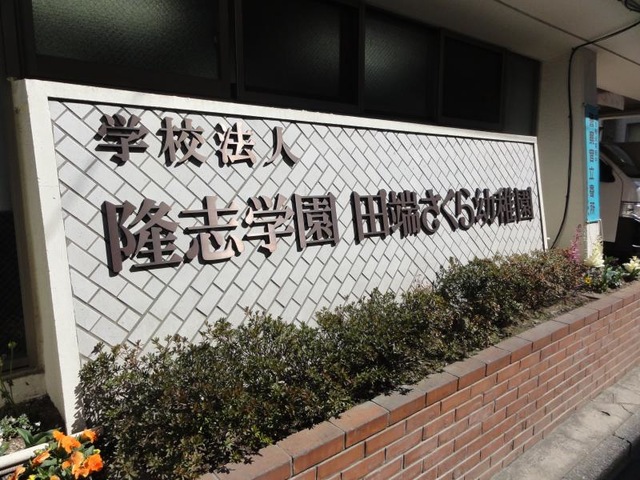 学校法人
隆志学園 田端さくら幼稚園